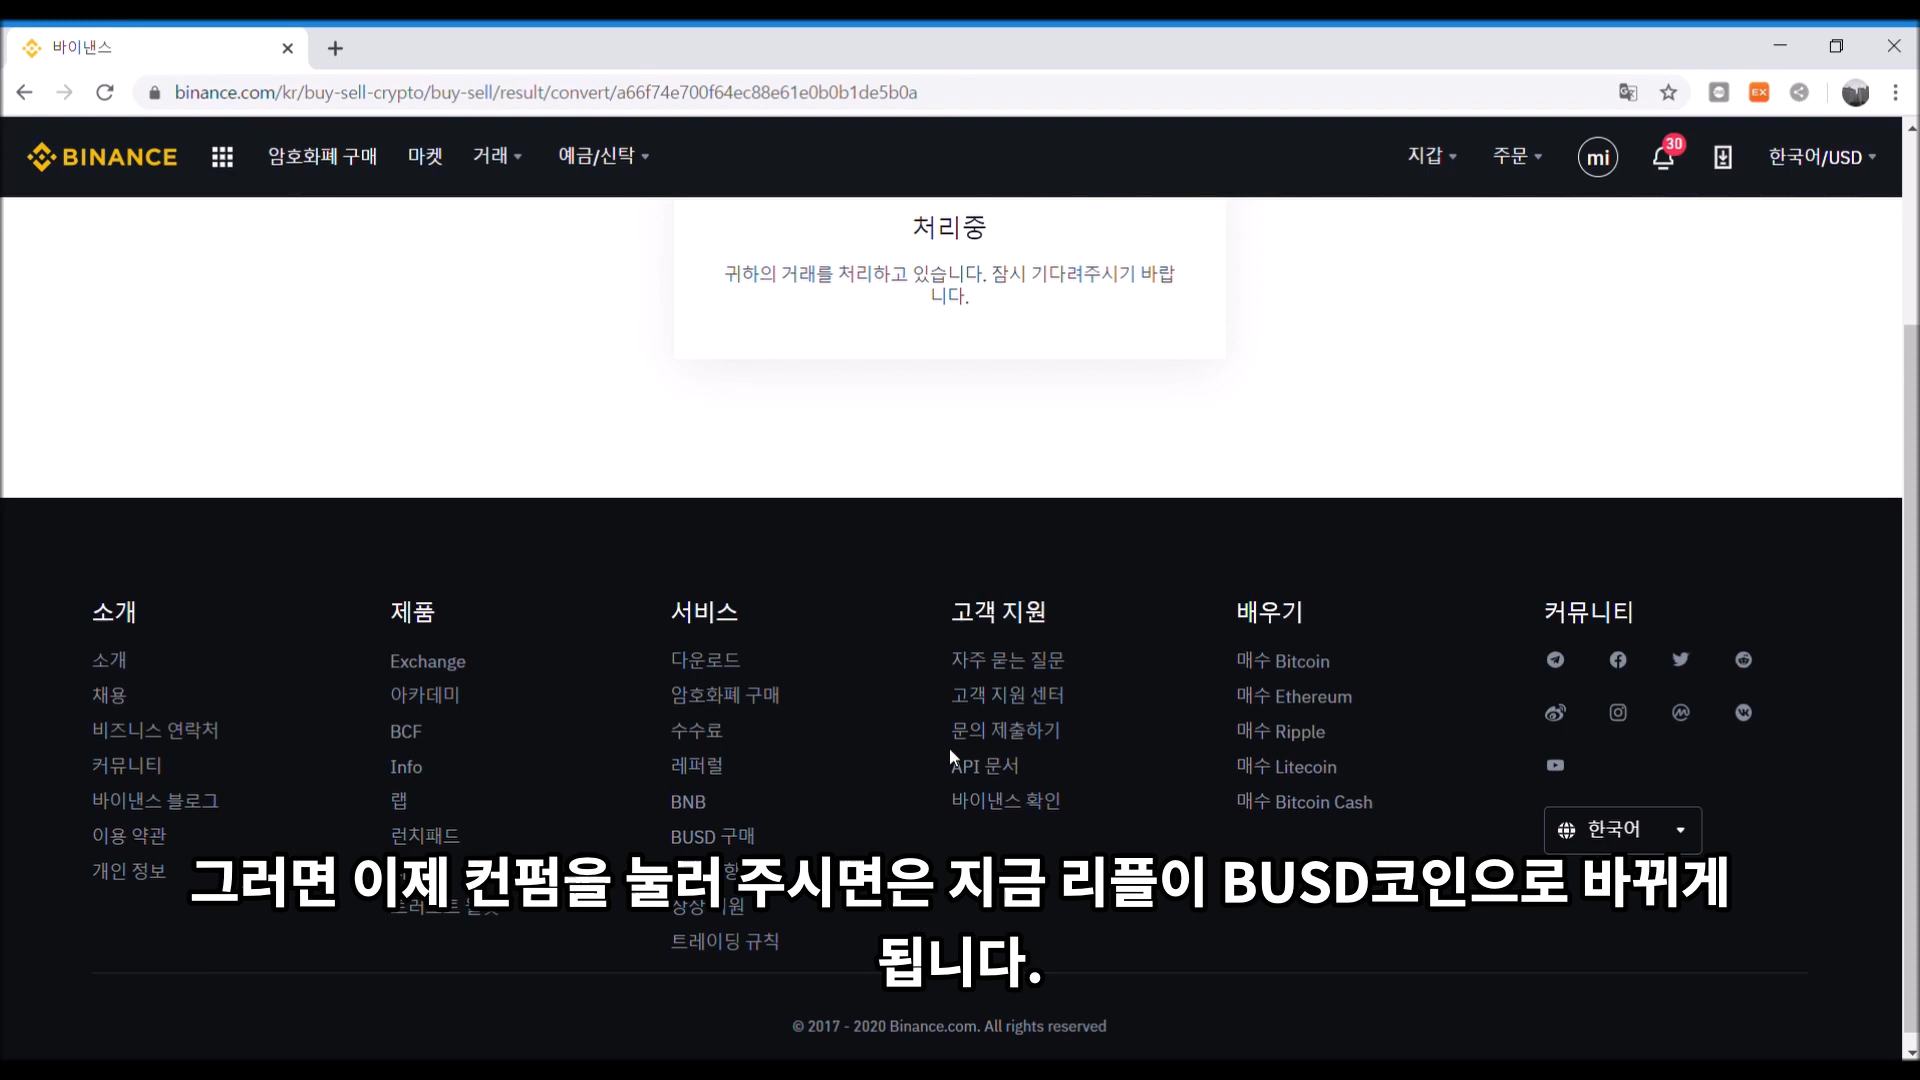 바이낸스
binance.com/kr/buy-sell-crypto/buy-sell/result/convert/a66f74e700f64ec88e61e0b0b1de5b0a
EX
BINANCE 암호화폐 구매 마켓 거래 예금/신탁 지갑 주문 mi 30 한국어/USD
처리중
귀하의 거래를 처리하고 있습니다. 잠시 기다려주시기 바랍
니다.
소개
소개
채용
비즈니스 연락처
커뮤니티
바이낸스 블로그
이용 약관
개인 정보
제품
Exchange
아카데미
BCF
Info
랩
런치패드
서비스
다운로드
암호화폐 구매
수수료
레퍼럴
BNB
BUSD 구매
상장 지원
트레이딩 규칙
고객 지원
자주 묻는 질문
고객 지원 센터
문의 제출하기
API 문서
바이낸스 확인
배우기
매수 Bitcoin
매수 Ethereum
매수 Ripple
매수 Litecoin
매수 Bitcoin Cash
커뮤니티
한국어
그러면 이제 컨펌을 눌러 주시면은 지금 리플이 BUSD코인으로 바뀌게
됩니다.
© 2017 - 2020 Binance.com. All rights reserved